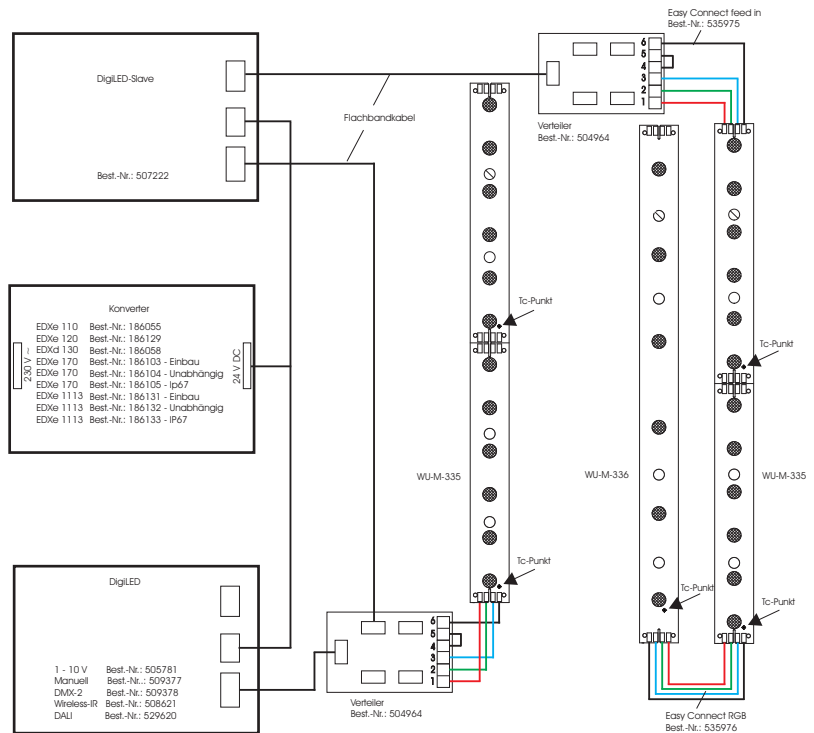 Easy Connect feed in
Best.-Nr.: 535975
DigiLED-Slave
Best.-Nr.: 507222
Flachbandkabel
6
5
4
3
2
1
Verteiler
Best.-Nr.: 504964
Konverter
EDXe 110 Best.-Nr.: 186055
EDXe 120 Best.-Nr.: 186129
EDXd 130 Best.-Nr.: 186058
EDXe 170 Best.-Nr.: 186103 - Einbau
EDXe 170 Best.-Nr.: 186104 - Unabhängig
EDXe 170 Best.-Nr.: 186105 - Ip67
EDXe 1113 Best.-Nr.: 186131 - Einbau
EDXe 1113 Best.-Nr.: 186132 - Unabhängig
EDXe 1113 Best.-Nr.: 186133 - IP67
230 V ~
24 V DC
Tc-Punkt
Tc-Punkt
WU-M-335
WU-M-336
WU-M-335
Tc-Punkt
Tc-Punkt
Tc-Punkt
DigiLED
1 - 10 V Best.-Nr.: 505781
Manuell Best.-Nr..: 509377
DMX-2 Best.-Nr.: 509378
Wireless-IR Best.-Nr.: 508621
DALI Best.-Nr.: 529620
6
5
4
3
2
1
Verteiler
Best.-Nr.: 504964
Easy Connect RGB
Best.-Nr.: 535976